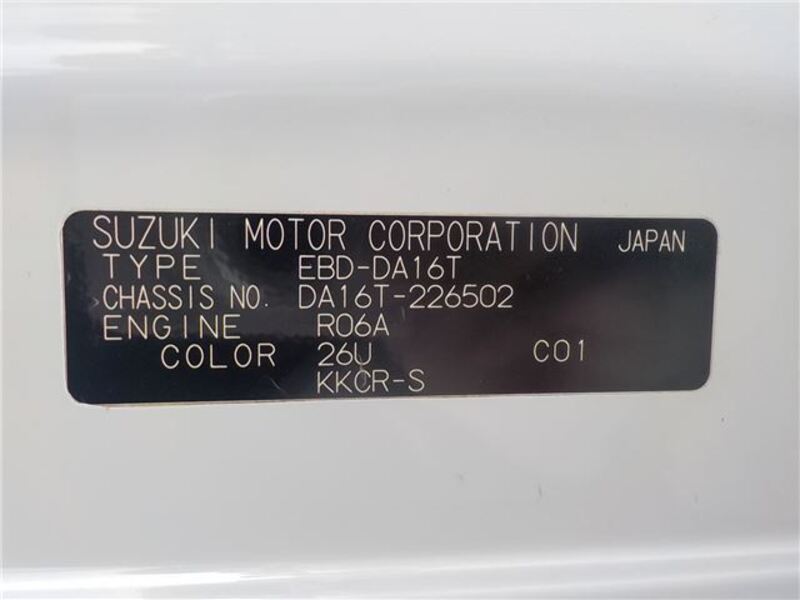 SUZUKI MOTOR CORPORATION JAPAN
TYPE EBD-DA16T
CHASSIS NO. DA16T-226502
ENGINE R06A
COLOR 26U C01
KKCR-S